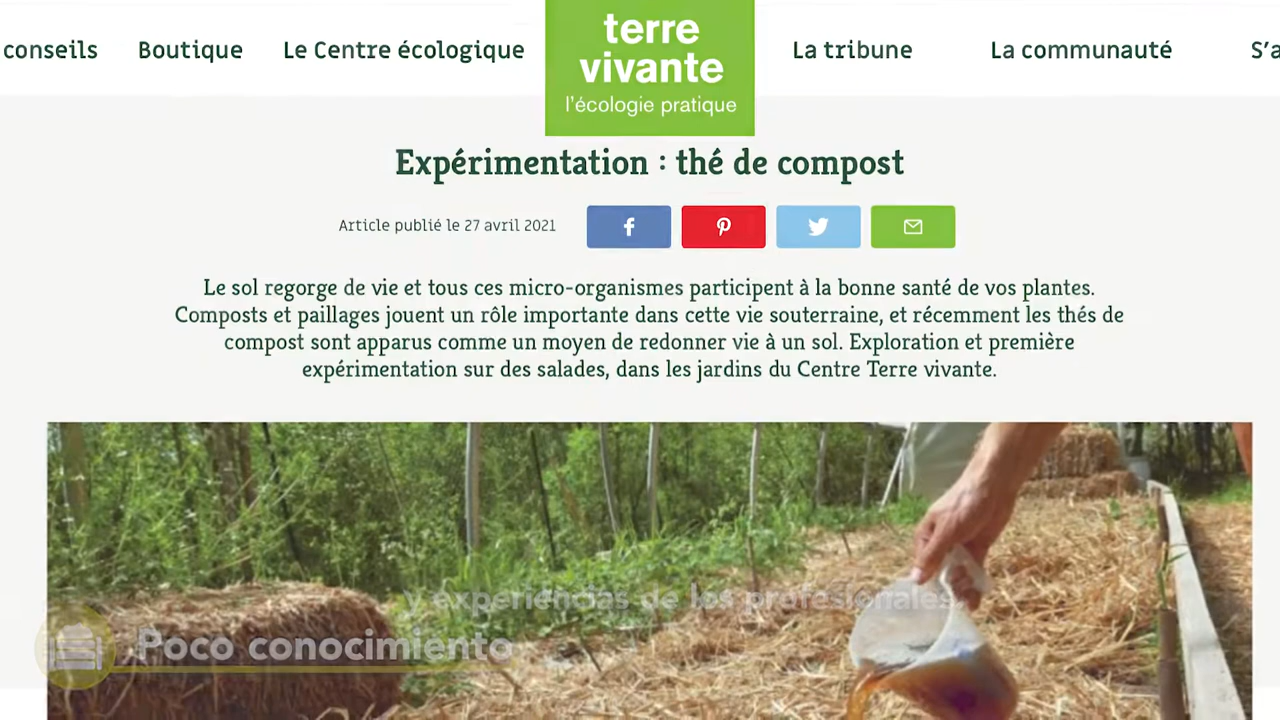 conseils
Boutique
Le Centre écologique
terre
vivante
l'écologie pratique
La tribune
La communauté
S'a
Expérimentation : thé de compost
Article publié le 27 avril 2021
Le sol regorge de vie et tous ces micro-organismes participent à la bonne santé de vos plantes.
Composts et paillages jouent un rôle importante dans cette vie souterraine, et récemment les thés de
compost sont apparus comme un moyen de redonner vie à un sol. Exploration et première
expérimentation sur des salades, dans les jardins du Centre Terre vivante.
y experiencias de los profesionales
Poco conocimiento